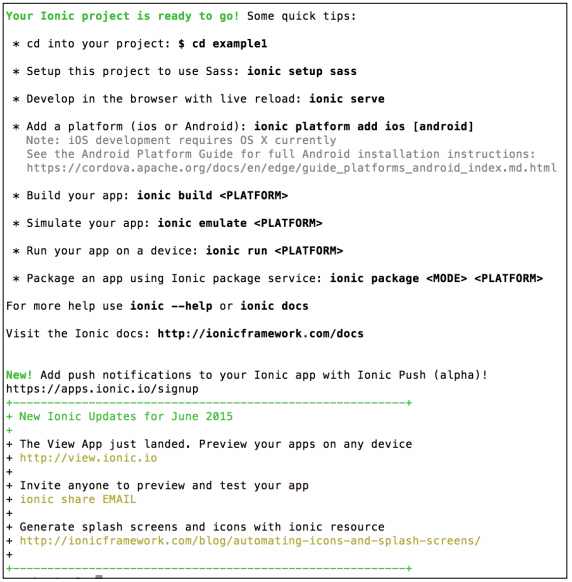 Your Ionic project is ready to go! Some quick tips:
* cd into your project: $ cd example1
* Setup this project to use Sass: ionic setup sass
* Develop in the browser with live reload: ionic serve
* Add a platform (ios or Android): ionic platform add ios [android]
Note: iOS development requires OS X currently
See the Android Platform Guide for full Android installation instructions:
https://cordova.apache.org/docs/en/edge/guide_platforms_android_index.md.html
* Build your app: ionic build <PLATFORM>
* Simulate your app: ionic emulate <PLATFORM>
* Run your app on a device: ionic run <PLATFORM>
* Package an app using Ionic package service: ionic package <MODE> <PLATFORM>
For more help use ionic --help or ionic docs
Visit the Ionic docs: http://ionicframework.com/docs
New! Add push notifications to your Ionic app with Ionic Push (alpha)!
https://apps.ionic.io/signup
+------------------------------------------------------------+
+ New Ionic Updates for June 2015
+
+ The View App just landed. Preview your apps on any device
+ http://view.ionic.io
+
+ Invite anyone to preview and test your app
+ ionic share EMAIL
+
+ Generate splash screens and icons with ionic resource
+ http://ionicframework.com/blog/automating-icons-and-splash-screens/
+
+------------------------------------------------------------+